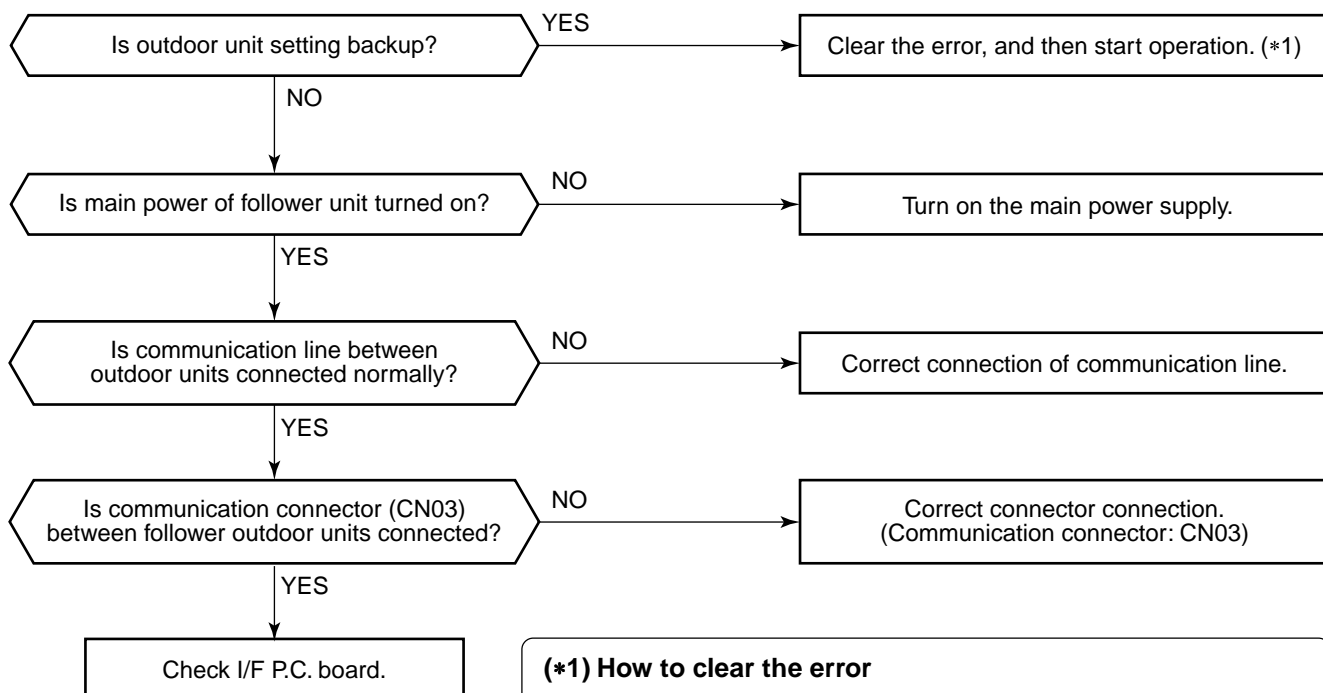 Is outdoor unit setting backup?
YES
Clear the error, and then start operation. (*1)
NO
Is main power of follower unit turned on?
NO
Turn on the main power supply.
YES
Is communication line between
outdoor units connected normally?
NO
Correct connection of communication line.
YES
Is communication connector (CN03)
between follower outdoor units connected?
NO
Correct connector connection.
(Communication connector: CN03)
YES
Check I/F P.C. board.
(*1) How to clear the error